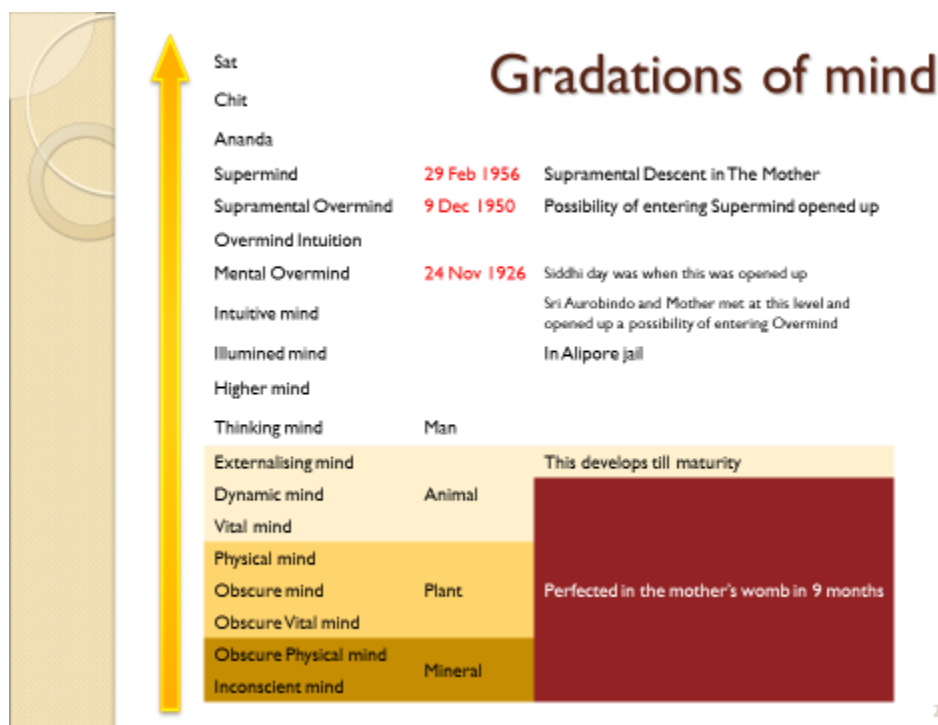 Gradations of mind
Sat
Chit
Ananda
Supermind 29 Feb 1956 Supramental Descent in The Mother
Supramental Overmind 9 Dec 1950 Possibility of entering Supermind opened up
Overmind Intuition
Mental Overmind 24 Nov 1926 Siddhi day was when this was opened up
Intuitive mind Sri Aurobindo and Mother met at this level and
opened up a possibility of entering Overmind
Illumined mind In Alipore jail
Higher mind
Thinking mind Man
Externalising mind This develops till maturity
Dynamic mind Animal
Vital mind
Physical mind
Obscure mind Plant Perfected in the mother's womb in 9 months
Obscure Vital mind
Obscure Physical mind
Mineral
Inconscient mind